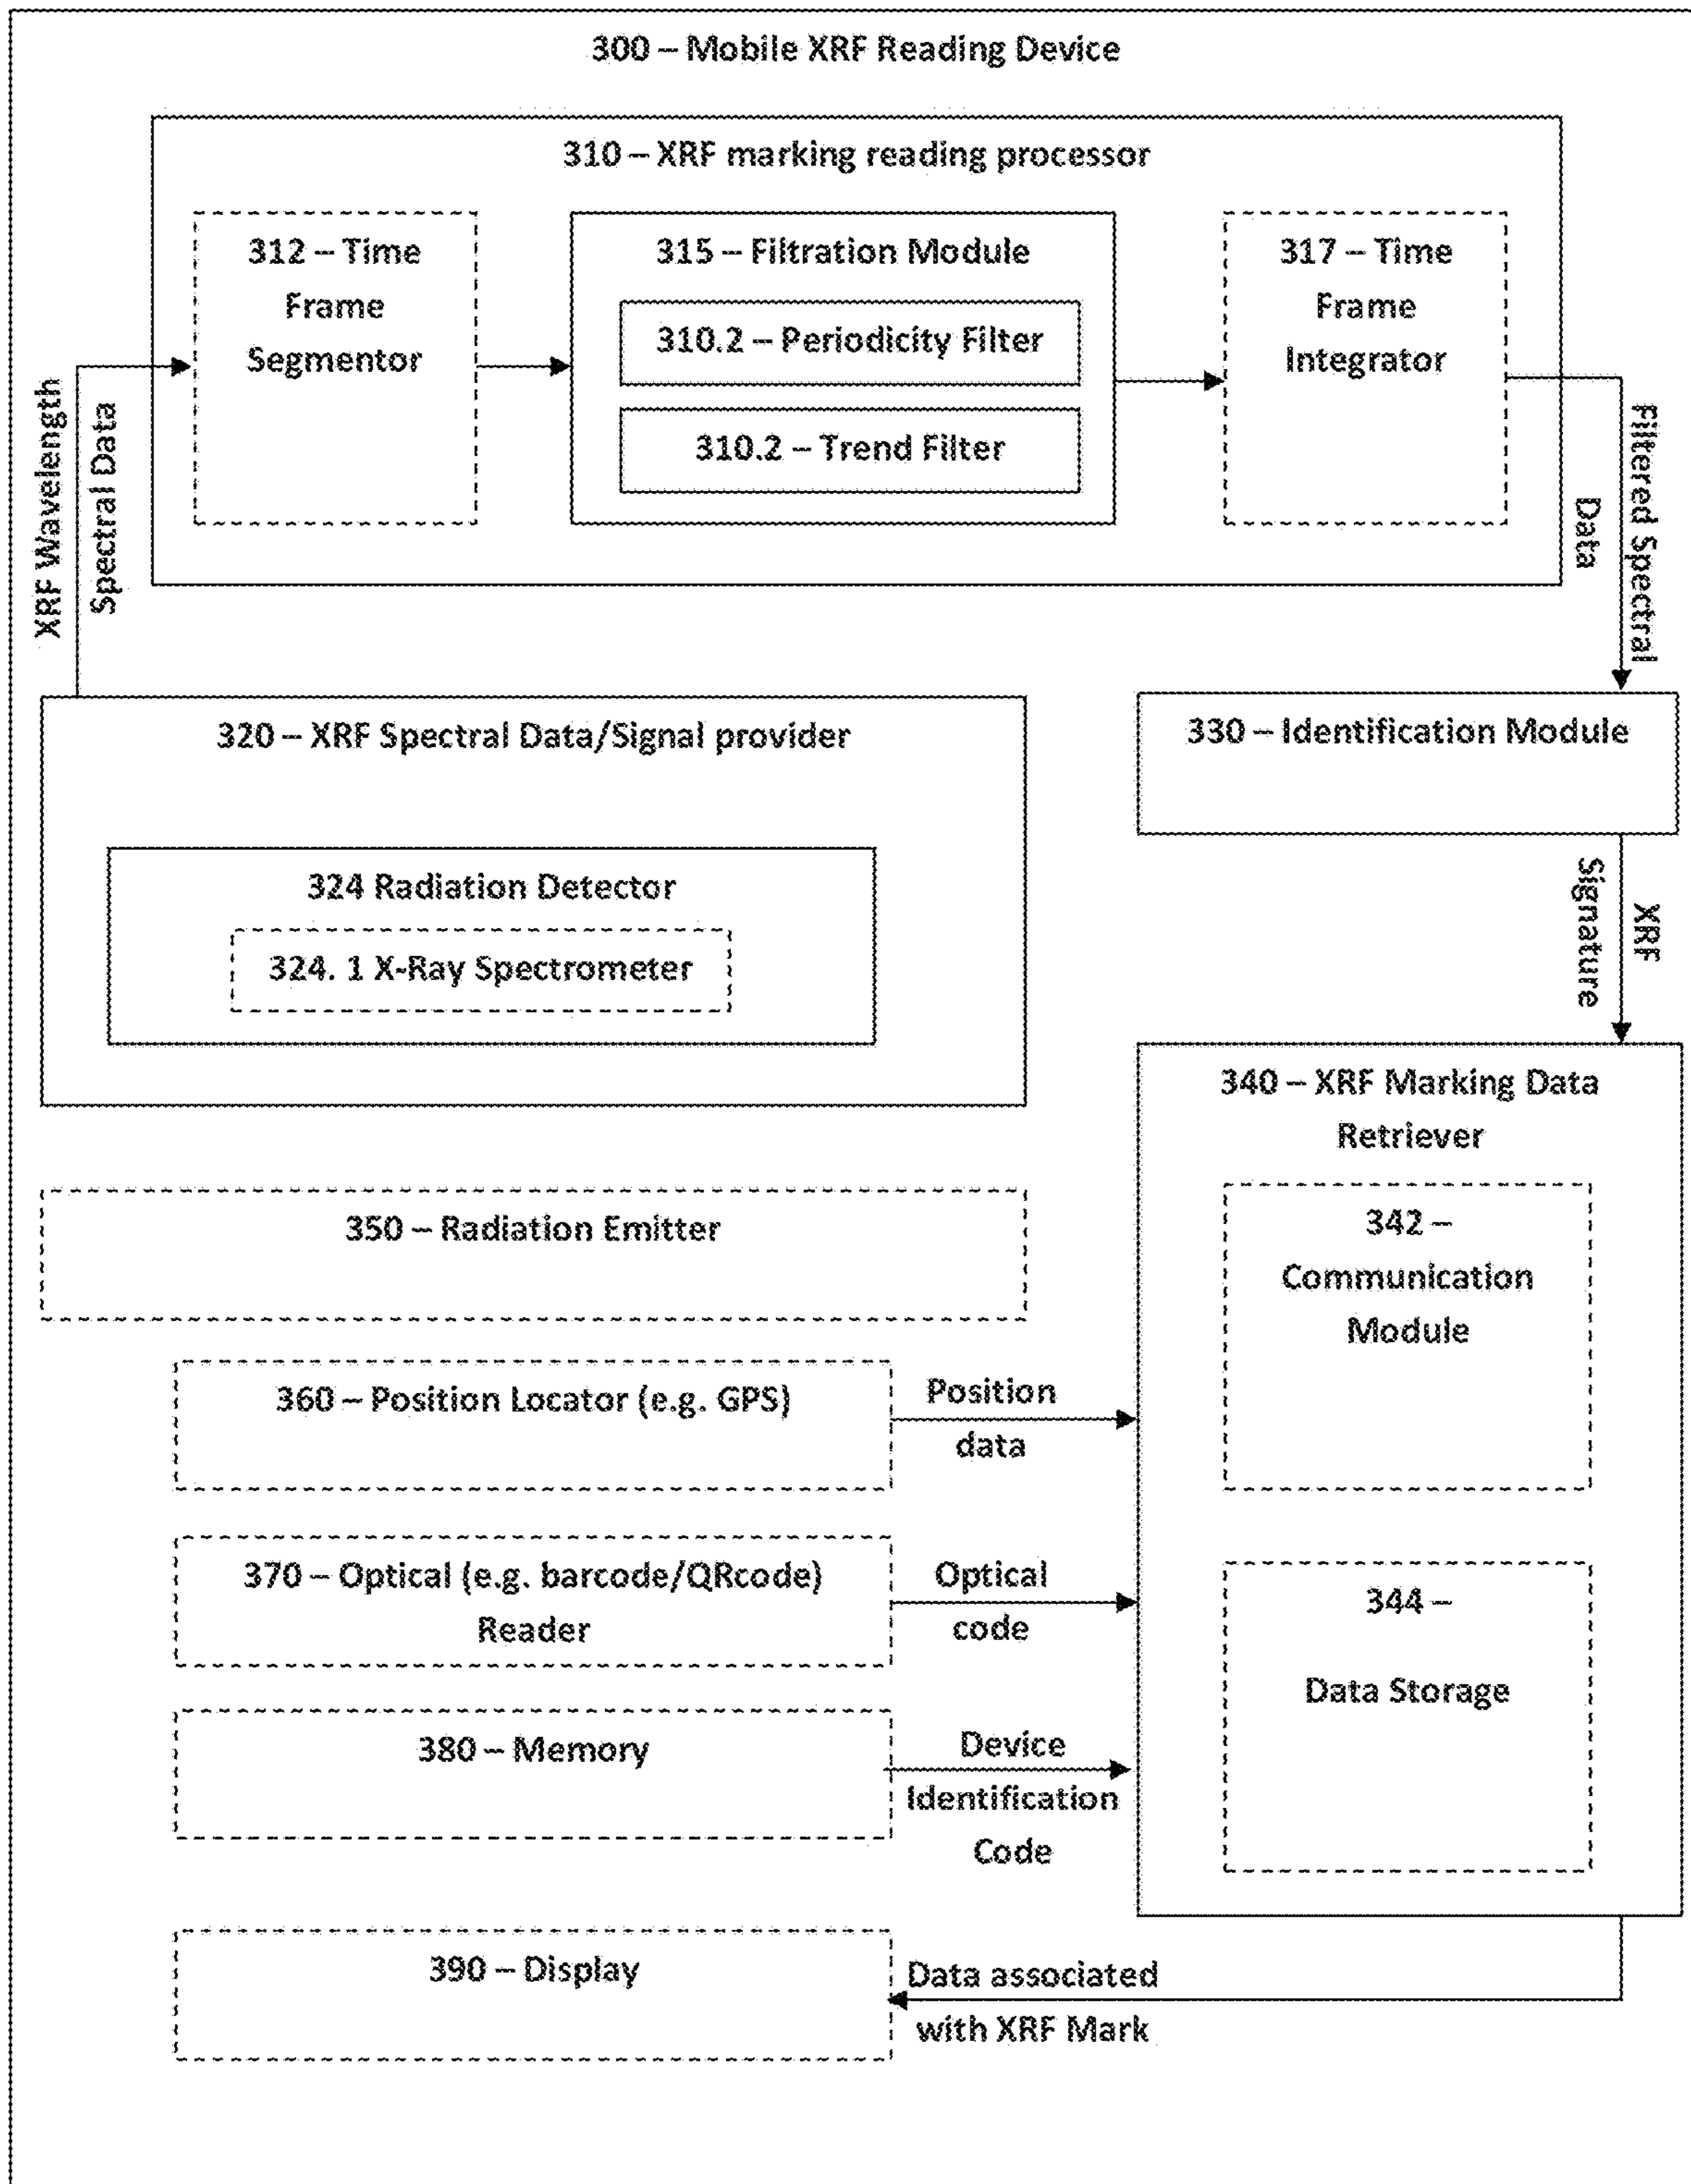 300 – Mobile XRF Reading Device
310 – XRF marking reading processor
312 – Time
Frame
Segmentor
315 – Filtration Module
310.2 – Periodicity Filter
310.2 – Trend Filter
317 – Time
Frame
Integrator
XRF Wavelength
Spectral Data
Filtered Spectral
Data
320 – XRF Spectral Data/Signal provider
324 Radiation Detector
324. 1 X-Ray Spectrometer
330 – Identification Module
XRF
Signature
340 – XRF Marking Data
Retriever
342 –
Communication
Module
344 –
Data Storage
350 – Radiation Emitter
360 – Position Locator (e.g. GPS)
Position
data
370 – Optical (e.g. barcode/QRcode)
Reader
Optical
code
380 – Memory
Device
Identification
Code
390 – Display
Data associated
with XRF Mark